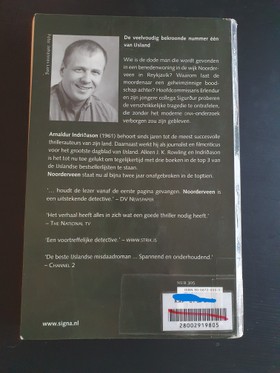 De veelvoudig bekroonde nummer één
van IJsland
Wie is de dode man die wordt gevonden
in een benedenwoning in de wijk Noorder-
veen in Reykjavík? Waarom laat de
moordenaar een geheimzinnige bood-
schap achter? Hoofdcommissaris Erlendur
en zijn jongere collega Sigurður proberen
de verschrikkelijke tragedie te ontrafelen,
die zonder het moderne DNA-onderzoek
verborgen zou zijn gebleven.
Arnaldur Indriðason (1961) behoort sinds jaren tot de meest succesvolle
thrillerauteurs van zijn land. Daarnaast werkt hij als journalist en filmcriticus
voor het grootste dagblad van IJsland. Alleen J.K. Rowling en Indriðason
is het tot nu toe gelukt om tegelijkertijd met drie boeken in de top 3 van
de IJslandse bestsellerlijsten te staan.
Noorderveen staat nu al bijna twee jaar onafgebroken in de toptien.
'... houdt de lezer vanaf de eerste pagina gevangen. Noorderveen is
een uitstekende detective.' – DV Newspaper
'Het verhaal heeft alles in zich wat een goede thriller nodig heeft.'
– The National TV
'Een voortreffelijke detective.' – www.strik.is
'De beste IJslandse misdaadroman ... Spannend en onderhoudend.'
– Channel 2
www.signa.nl
28002919805